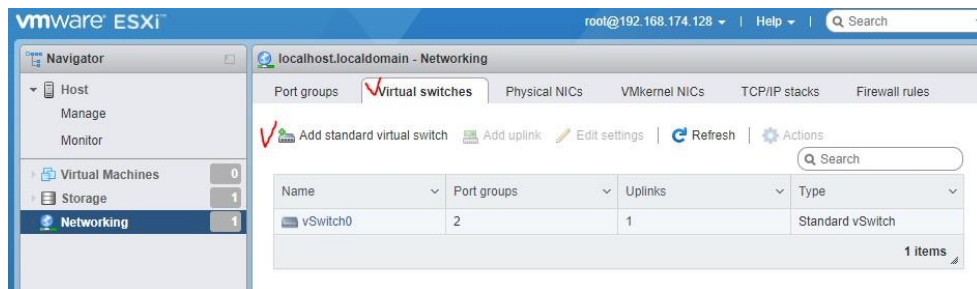 vmware ESXi™
root@192.168.174.128 | Help | Search
Navigator
Host
Manage
Monitor
Virtual Machines 0
Storage 1
Networking 1
localhost.localdomain - Networking
Port groups Virtual switches Physical NICs VMkernel NICs TCP/IP stacks Firewall rules
Add standard virtual switch Add uplink Edit settings | Refresh | Actions
Search
Name Port groups Uplinks Type
vSwitch0 2 1 Standard vSwitch
1 items